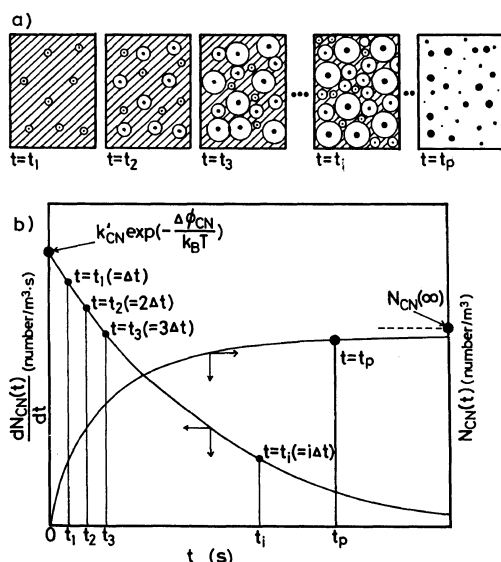 a)
t=t₁
t=t₂
t=t₃
t=tᵢ
t=tₚ
b)
k'CN exp(-ΔϕCN/kBT)
t=t₁(=Δt)
t=t₂(=2Δt)
t=t₃(=3Δt)
NCN(∞)
t=tₚ
t=tᵢ(=iΔt)
dNCN(t)/dt (number/m³·s)
NCN(t) (number/m³)
0 t₁ t₂ t₃ tᵢ tₚ
t (s)